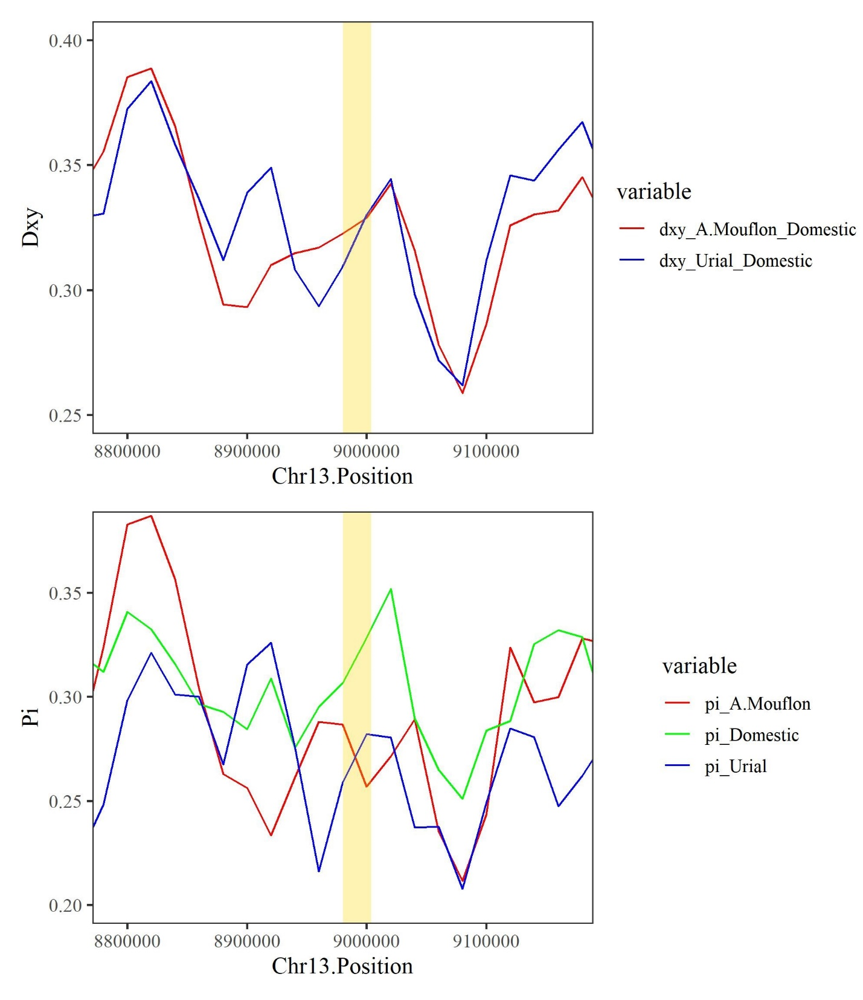 0.40
0.35
0.30
0.25
Dxy
8800000 8900000 9000000 9100000
Chr13.Position
variable
dxy_A.Mouflon_Domestic
dxy_Urial_Domestic
0.35
0.30
0.25
0.20
Pi
8800000 8900000 9000000 9100000
Chr13.Position
variable
pi_A.Mouflon
pi_Domestic
pi_Urial